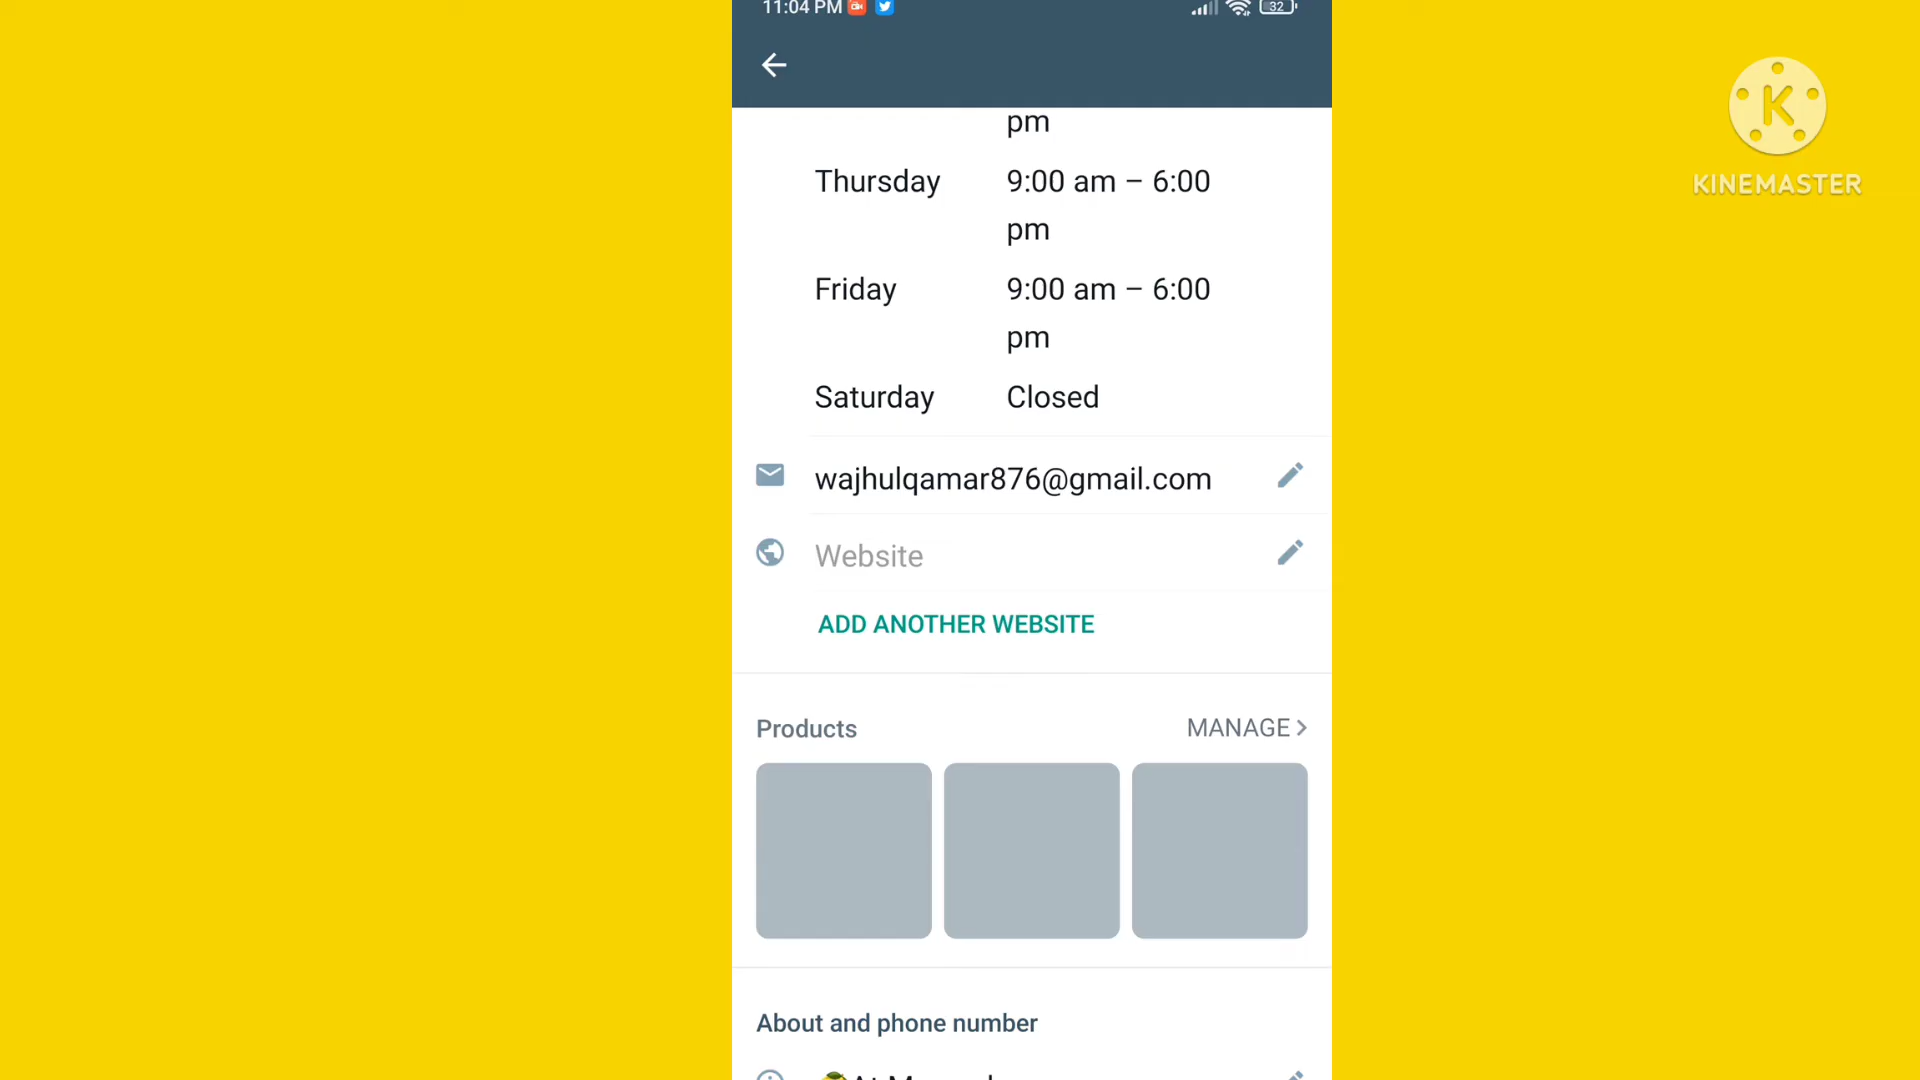 11:04 PM
32
K
KINEMASTER
pm
Thursday 9:00 am – 6:00
pm
Friday 9:00 am – 6:00
pm
Saturday Closed
wajhulqamar876@gmail.com
Website
ADD ANOTHER WEBSITE
Products MANAGE
About and phone number